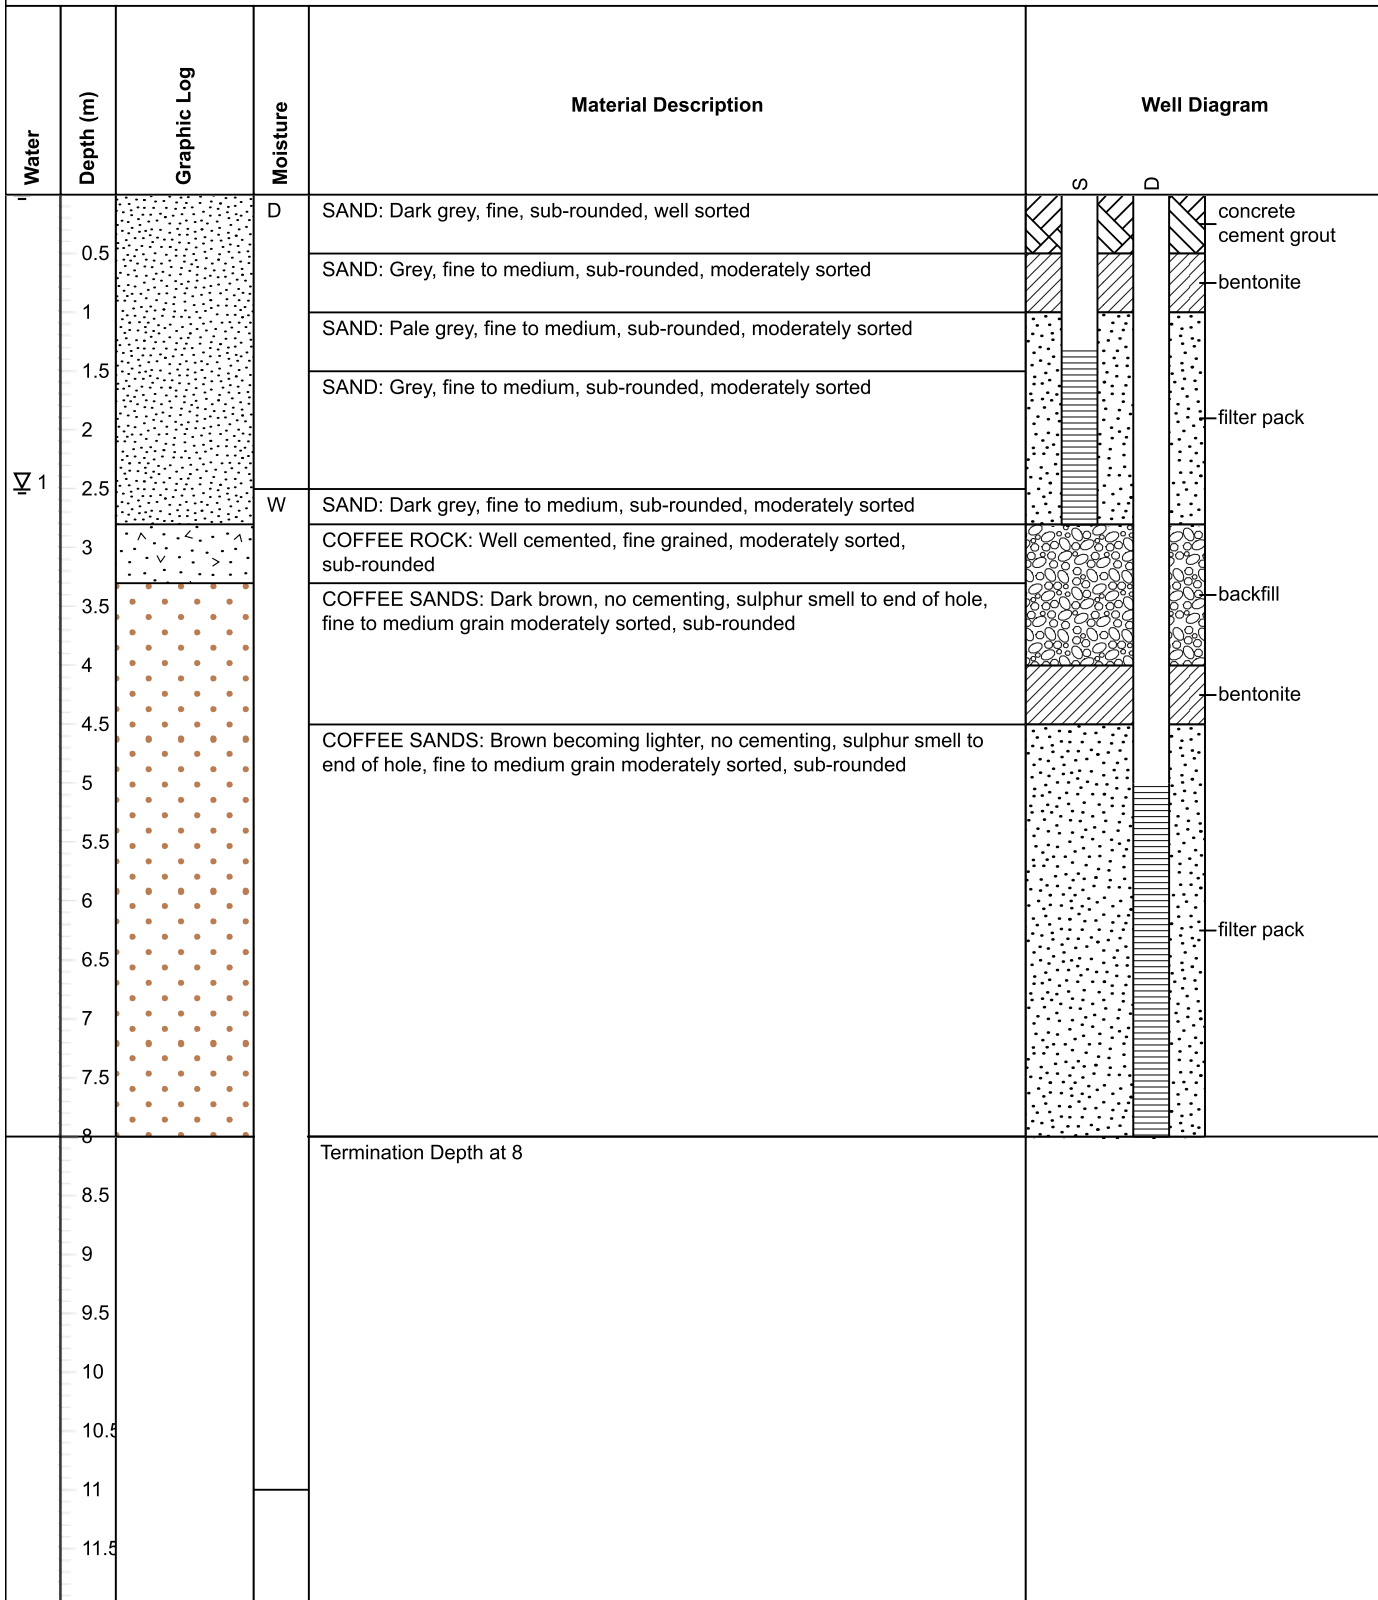 Water
Depth (m)
Graphic Log
Moisture
Material Description
Well Diagram
S
D
D
SAND: Dark grey, fine, sub-rounded, well sorted
concrete
cement grout
0.5
SAND: Grey, fine to medium, sub-rounded, moderately sorted
bentonite
1
SAND: Pale grey, fine to medium, sub-rounded, moderately sorted
1.5
SAND: Grey, fine to medium, sub-rounded, moderately sorted
filter pack
2
1
2.5
W
SAND: Dark grey, fine to medium, sub-rounded, moderately sorted
3
COFFEE ROCK: Well cemented, fine grained, moderately sorted,
sub-rounded
3.5
COFFEE SANDS: Dark brown, no cementing, sulphur smell to end of hole,
fine to medium grain moderately sorted, sub-rounded
backfill
4
bentonite
4.5
COFFEE SANDS: Brown becoming lighter, no cementing, sulphur smell to
end of hole, fine to medium grain moderately sorted, sub-rounded
5
5.5
6
filter pack
6.5
7
7.5
8
Termination Depth at 8
8.5
9
9.5
10
10.5
11
11.5